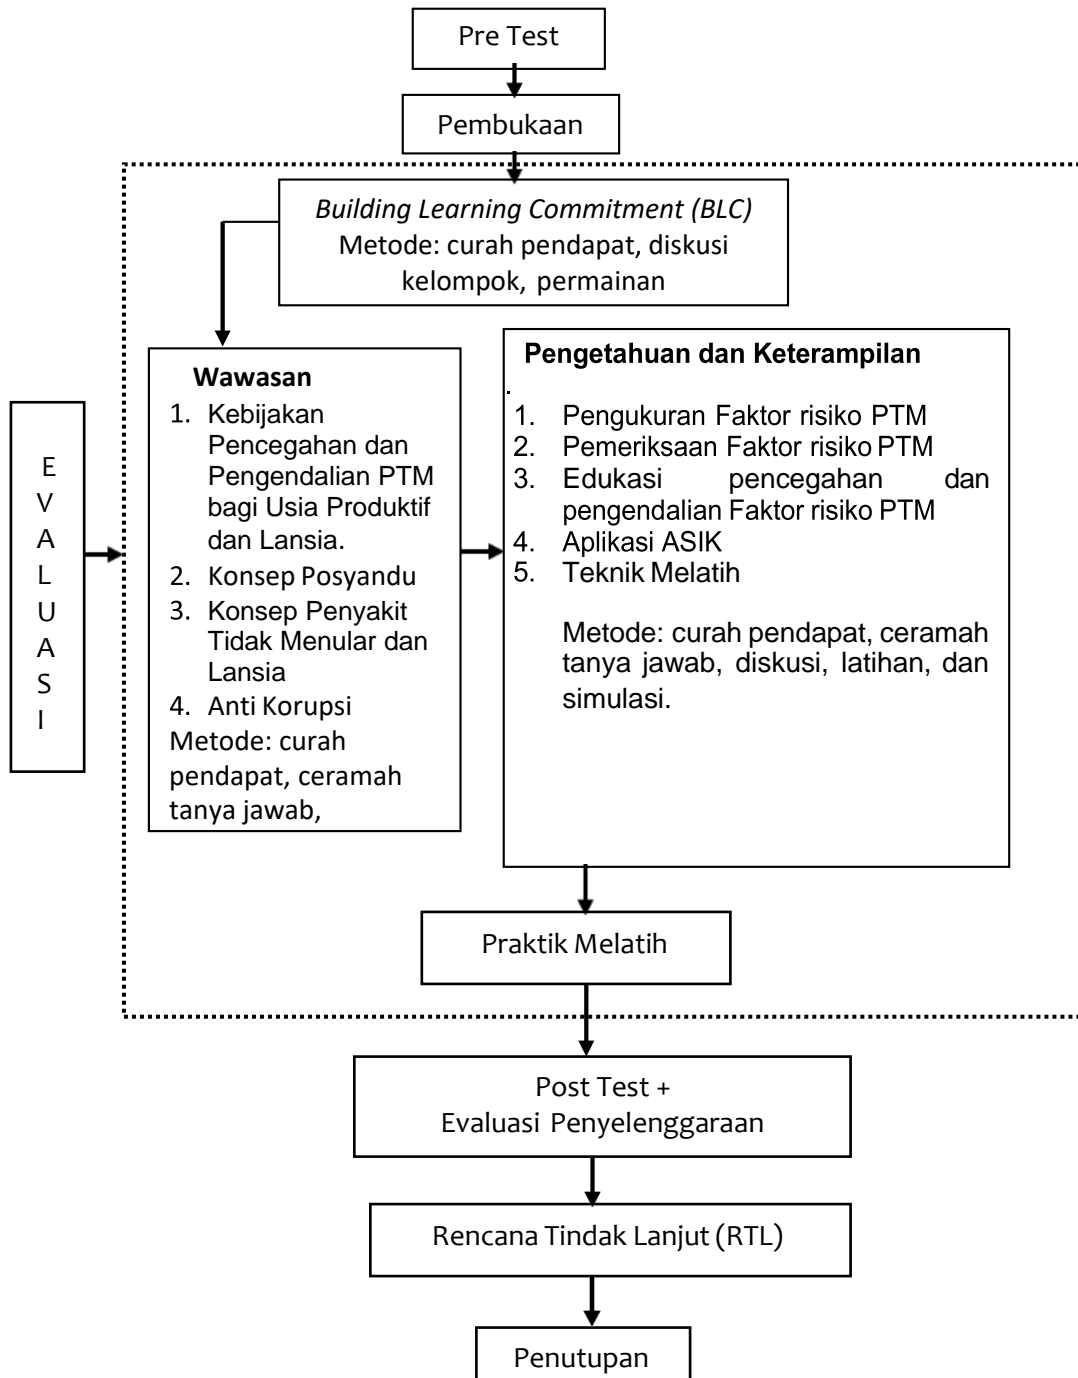 Pre Test
Pembukaan
Building Learning Commitment (BLC)
Metode: curah pendapat, diskusi
kelompok, permainan
E
V
A
L
U
A
S
I
Wawasan
1. Kebijakan
Pencegahan dan
Pengendalian PTM
bagi Usia Produktif
dan Lansia.
2. Konsep Posyandu
3. Konsep Penyakit
Tidak Menular dan
Lansia
4. Anti Korupsi
Metode: curah
pendapat, ceramah
tanya jawab,
Pengetahuan dan Keterampilan
.
1. Pengukuran Faktor risiko PTM
2. Pemeriksaan Faktor risiko PTM
3. Edukasi pencegahan dan
pengendalian Faktor risiko PTM
4. Aplikasi ASIK
5. Teknik Melatih
Metode: curah pendapat, ceramah
tanya jawab, diskusi, latihan, dan
simulasi.
Praktik Melatih
Post Test +
Evaluasi Penyelenggaraan
Rencana Tindak Lanjut (RTL)
Penutupan